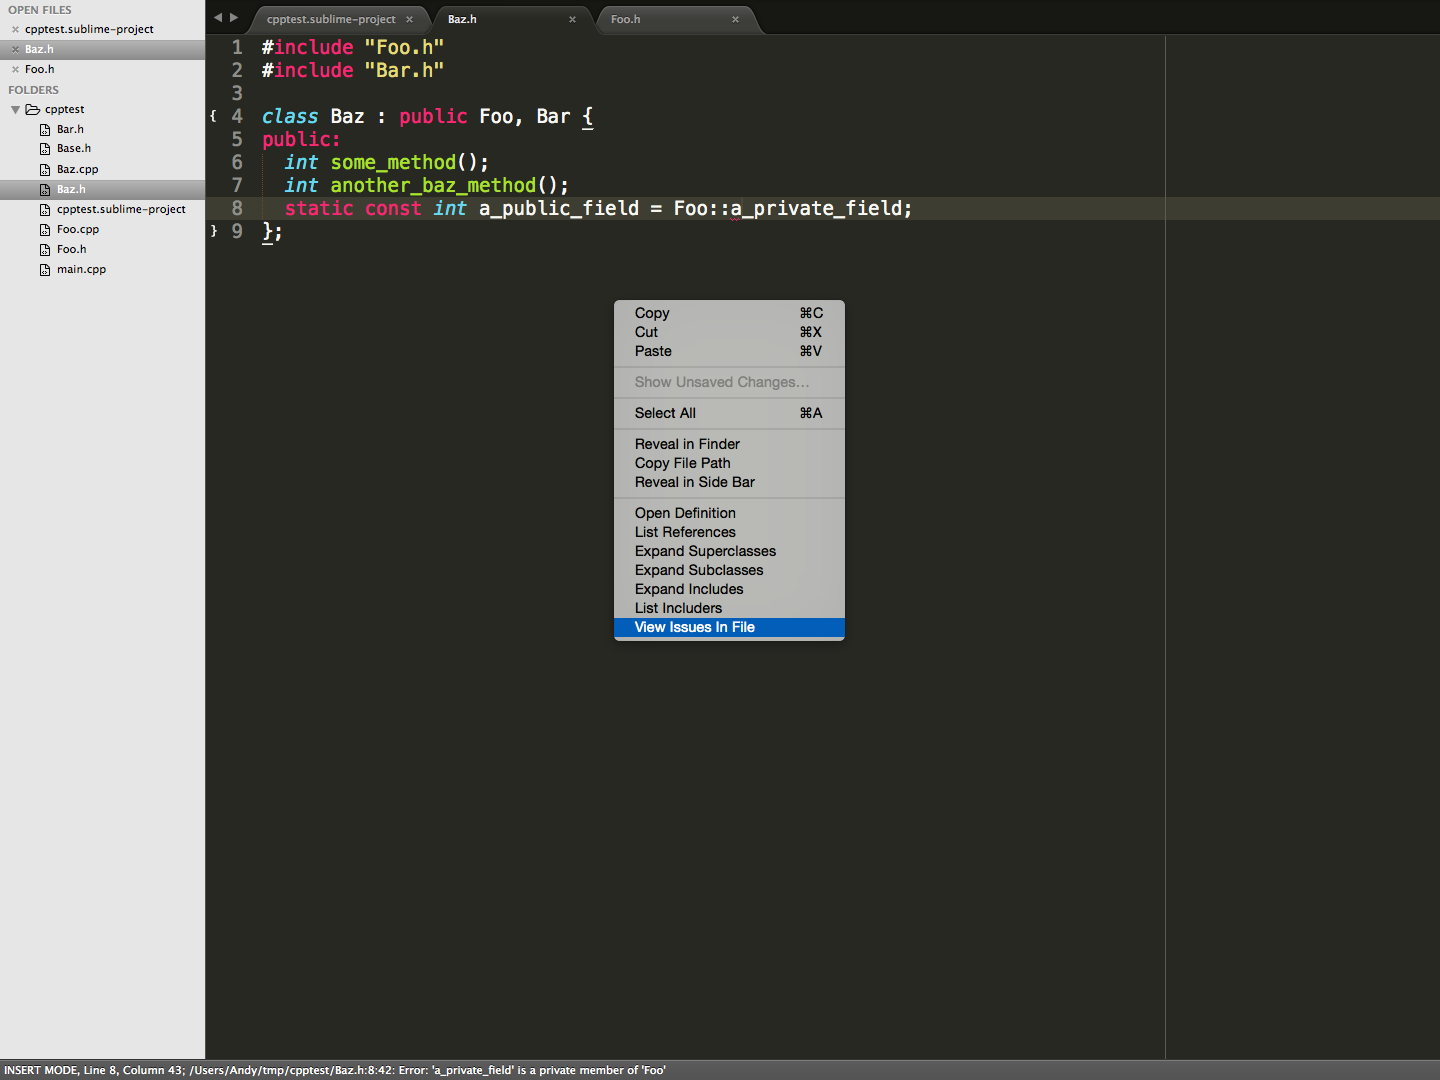 OPEN FILES
cpptest.sublime-project
Baz.h
Foo.h
FOLDERS
cpptest
Bar.h
Base.h
Baz.cpp
Baz.h
cpptest.sublime-project
Foo.cpp
Foo.h
main.cpp
cpptest.sublime-project × Baz.h × Foo.h ×
1 #include "Foo.h"
2 #include "Bar.h"
3
{ 4 class Baz : public Foo, Bar {
5 public:
6 int some_method();
7 int another_baz_method();
8 static const int a_public_field = Foo::a_private_field;
} 9 };
Copy ⌘C
Cut ⌘X
Paste ⌘V
Show Unsaved Changes…
Select All ⌘A
Reveal in Finder
Copy File Path
Reveal in Side Bar
Open Definition
List References
Expand Superclasses
Expand Subclasses
Expand Includes
List Includers
View Issues In File
INSERT MODE, Line 8, Column 43; /Users/Andy/tmp/cpptest/Baz.h:8:42: Error: 'a_private_field' is a private member of 'Foo'